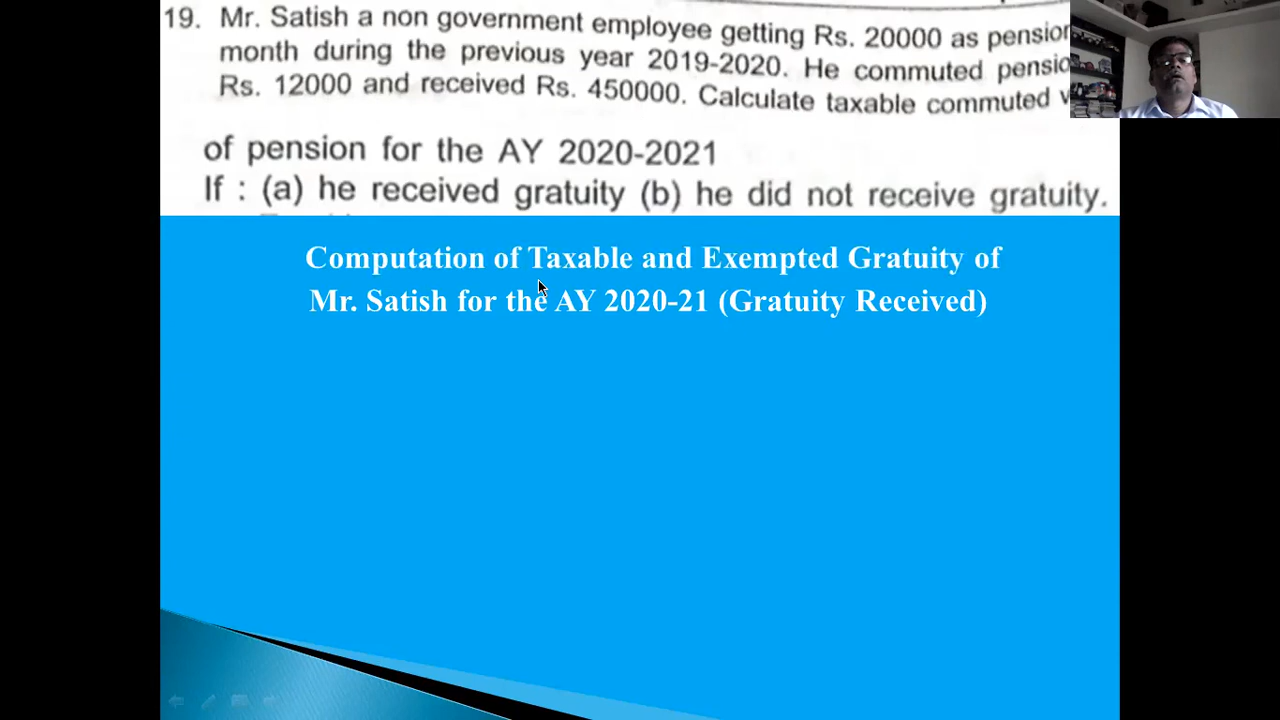 19. Mr. Satish a non government employee getting Rs. 20000 as pension
month during the previous year 2019-2020. He commuted
Rs. 12000 and received Rs. 450000. Calculate taxable commuted
of pension for the AY 2020-2021
If : (a) he received gratuity (b) he did not receive gratuity.
Computation of Taxable and Exempted Gratuity of
Mr. Satish for the AY 2020-21 (Gratuity Received)